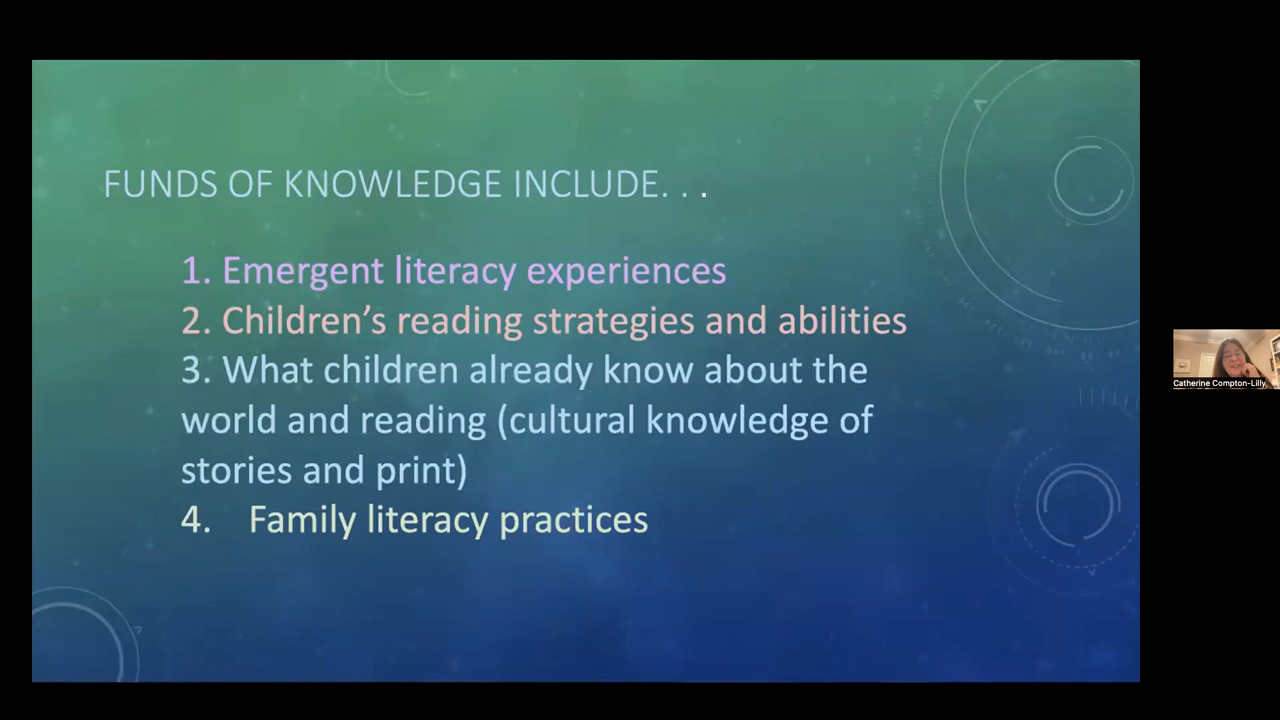 FUNDS OF KNOWLEDGE INCLUDE. . .
1. Emergent literacy experiences
2. Children’s reading strategies and abilities
3. What children already know about the
world and reading (cultural knowledge of
stories and print)
4. Family literacy practices
Catherine Compton-Lilly